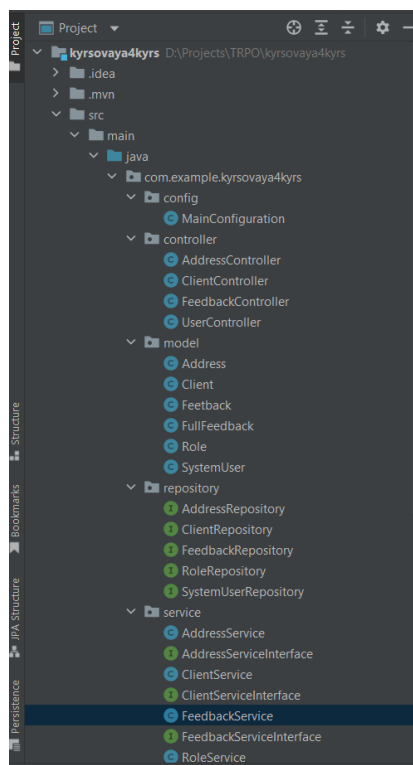 Project
Project
kyrsovaya4kyrs D:\Projects\TRPO\kyrsovaya4kyrs
.idea
.mvn
src
main
java
com.example.kyrsovaya4kyrs
config
MainConfiguration
controller
AddressController
ClientController
FeedbackController
UserController
model
Address
Client
Feetback
FullFeedback
Role
SystemUser
repository
AddressRepository
ClientRepository
FeedbackRepository
RoleRepository
SystemUserRepository
service
AddressService
AddressServiceInterface
ClientService
ClientServiceInterface
FeedbackService
FeedbackServiceInterface
RoleService
Structure
Bookmarks
JPA Structure
Persistence